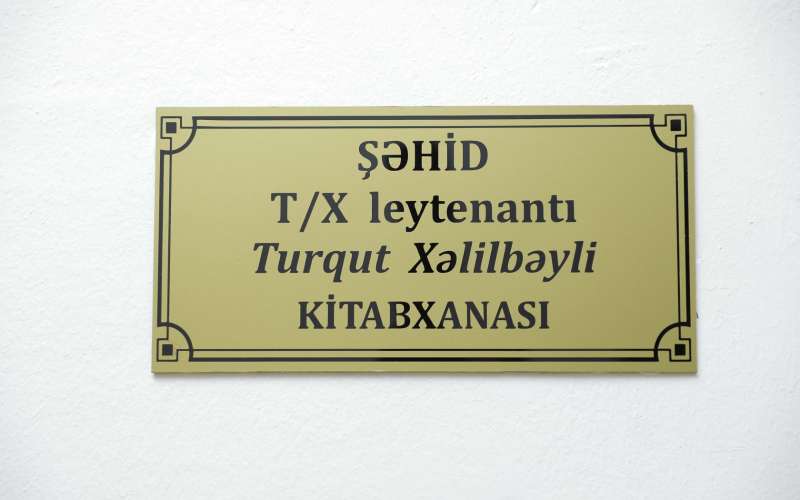 ŞƏHİD
T/X leytenantı
Turqut Xəlilbəyli
KİTABXANASI